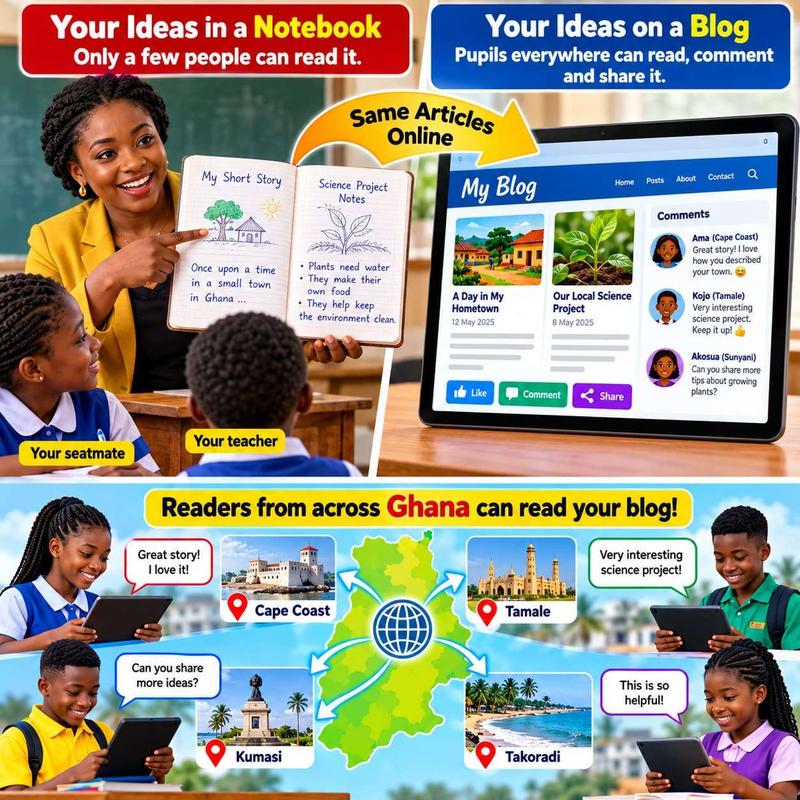 Your Ideas in a Notebook
Only a few people can read it.
Your Ideas on a Blog
Pupils everywhere can read, comment
and share it.
Same Articles
Online
My Short Story
Once upon a time
in a small town
in Ghana ...
Science Project
Notes
• Plants need water
• They make their
own food
• They help keep
the environment clean.
Your seatmate
Your teacher
My Blog
Home
Posts
About
Contact
A Day in My
Hometown
12 May 2025
Our Local Science
Project
8 May 2025
Like
Comment
Share
Comments
Ama (Cape Coast)
Great story! I love
how you described
your town. 😊
Kojo (Tamale)
Very interesting
science project.
Keep it up! 👍
Akosua (Sunyani)
Can you share more
tips about growing
plants?
Readers from across Ghana can read your blog!
Great story!
I love it!
Cape Coast
Tamale
Very interesting
science project!
Can you share
more ideas?
Kumasi
Takoradi
This is so
helpful!